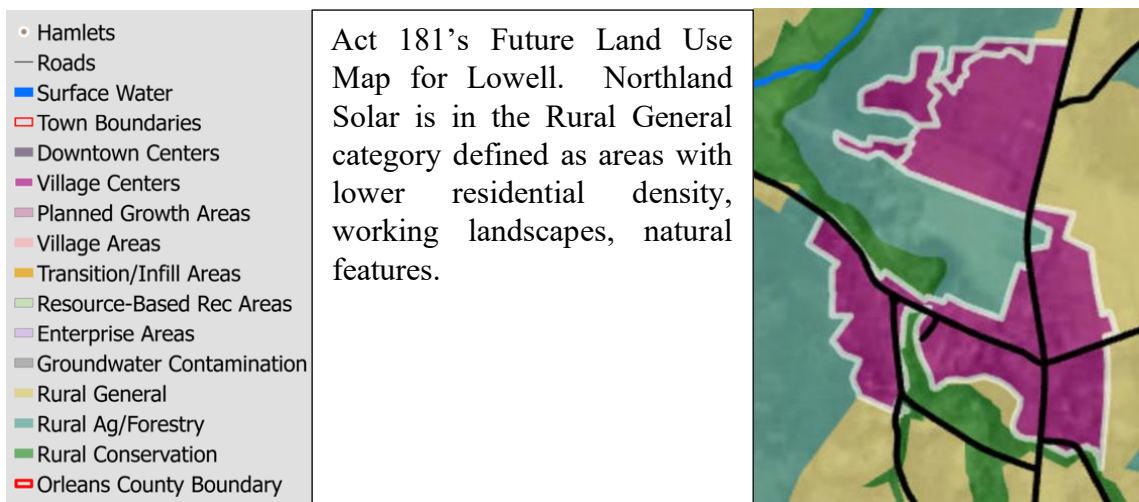 Hamlets
Roads
Surface Water
Town Boundaries
Downtown Centers
Village Centers
Planned Growth Areas
Village Areas
Transition/Infill Areas
Resource-Based Rec Areas
Enterprise Areas
Groundwater Contamination
Rural General
Rural Ag/Forestry
Rural Conservation
Orleans County Boundary
Act 181's Future Land Use
Map for Lowell. Northland
Solar is in the Rural General
category defined as areas with
lower residential density,
working landscapes, natural
features.